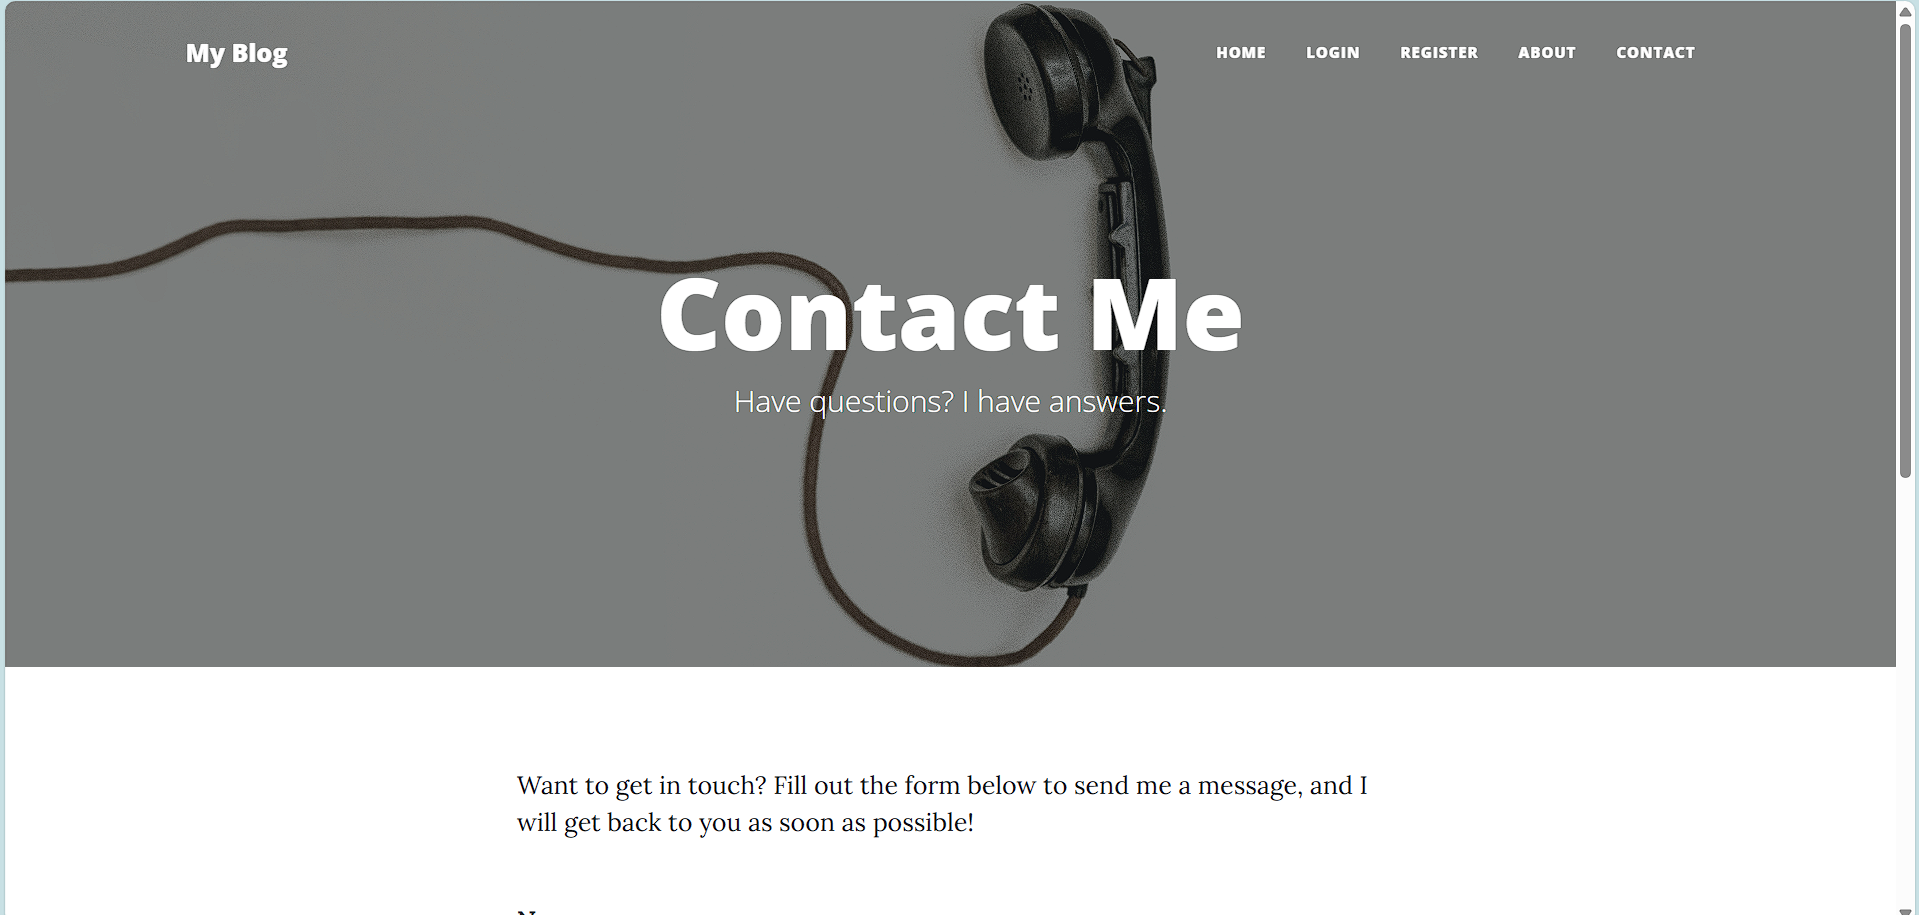 My Blog
HOME LOGIN REGISTER ABOUT CONTACT
Contact Me
Have questions? I have answers.
Want to get in touch? Fill out the form below to send me a message, and I
will get back to you as soon as possible!